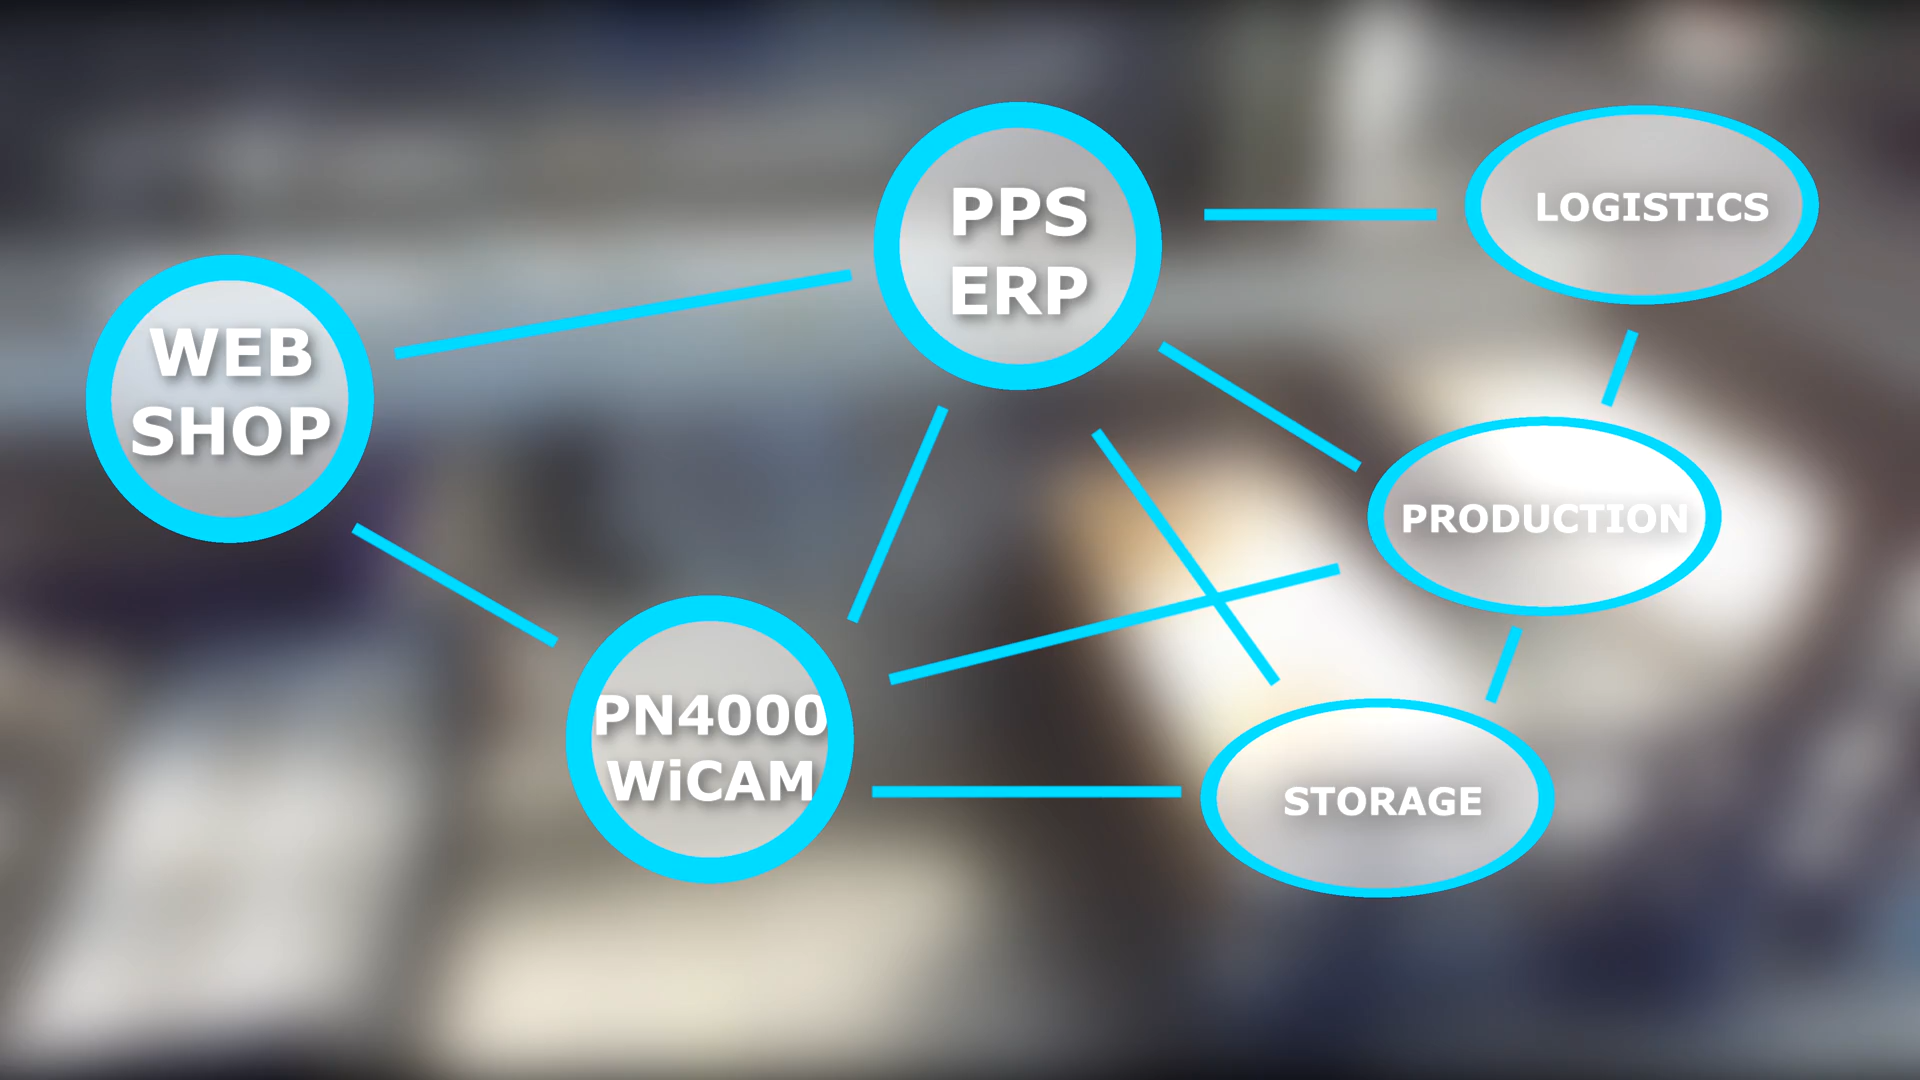 WEB
SHOP
PPS
ERP
LOGISTICS
PRODUCTION
PN4000
WiCAM
STORAGE